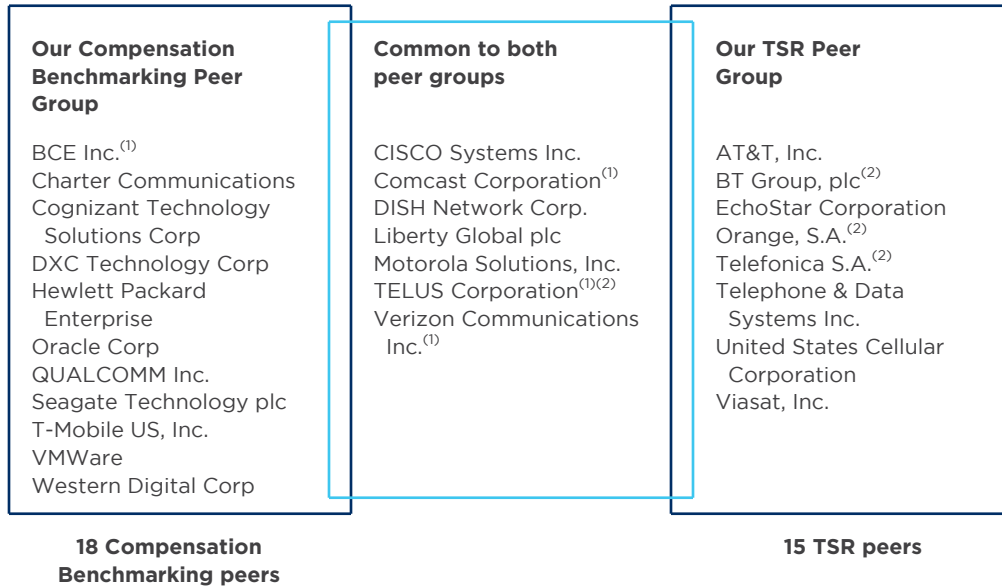 Our Compensation
Benchmarking Peer
Group
BCE Inc.(1)
Charter Communications
Cognizant Technology
Solutions Corp
DXC Technology Corp
Hewlett Packard
Enterprise
Oracle Corp
QUALCOMM Inc.
Seagate Technology plc
T-Mobile US, Inc.
VMWare
Western Digital Corp
18 Compensation
Benchmarking peers
Common to both
peer groups
CISCO Systems Inc.
Comcast Corporation(1)
DISH Network Corp.
Liberty Global plc
Motorola Solutions, Inc.
TELUS Corporation(1)(2)
Verizon Communications
Inc.(1)
Our TSR Peer
Group
AT&T, Inc.
BT Group, plc(2)
EchoStar Corporation
Orange, S.A.(2)
Telefonica S.A.(2)
Telephone & Data
Systems Inc.
United States Cellular
Corporation
Viasat, Inc.
15 TSR peers